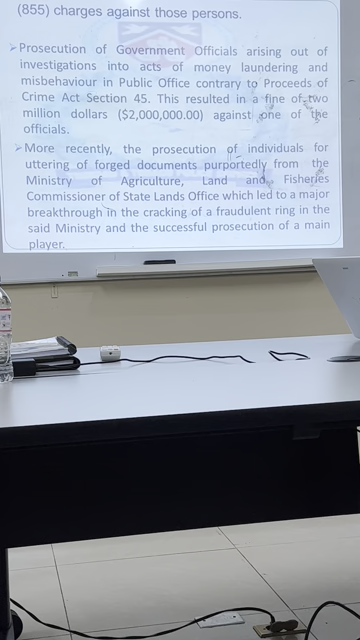 (855) charges against those persons.
➢Prosecution of Government Officials arising out of
investigations into acts of money laundering and
misbehaviour in Public Office contrary to Proceeds of
Crime Act Section 45. This resulted in a fine of two
million dollars ($2,000,000.00) against one of the
officials.
➢More recently, the prosecution of individuals for
uttering of forged documents purportedly from the
Ministry of Agriculture, Land and Fisheries
Commissioner of State Lands Office which led to a major
breakthrough in the cracking of a fraudulent ring in the
said Ministry and the successful prosecution of a main
player.